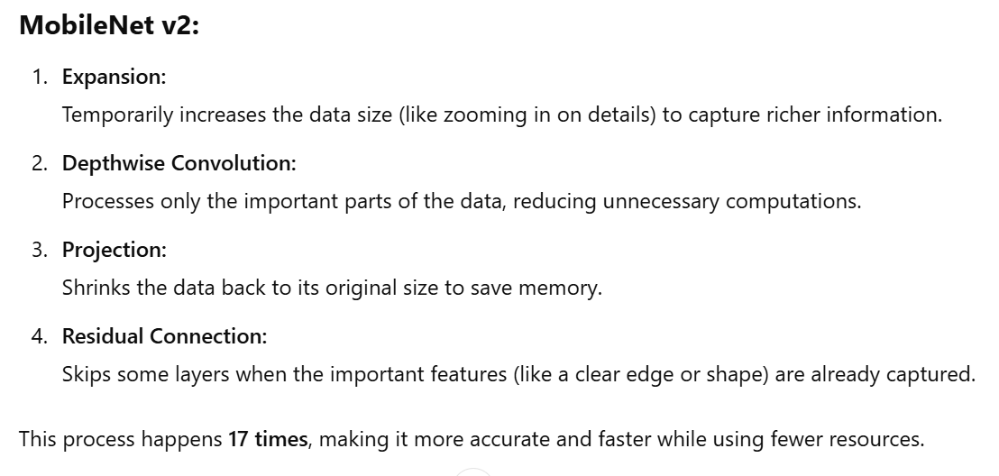 MobileNet v2:
1. Expansion:
Temporarily increases the data size (like zooming in on details) to capture richer information.
2. Depthwise Convolution:
Processes only the important parts of the data, reducing unnecessary computations.
3. Projection:
Shrinks the data back to its original size to save memory.
4. Residual Connection:
Skips some layers when the important features (like a clear edge or shape) are already captured.
This process happens 17 times, making it more accurate and faster while using fewer resources.